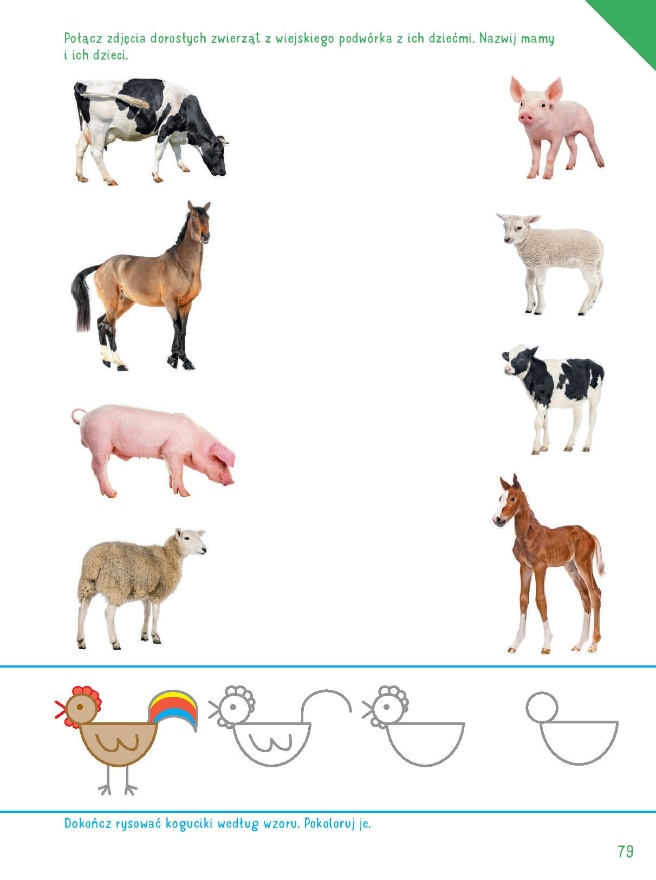 Połącz zdjęcia dorosłych zwierząt z wiejskiego podwórka z ich dziećmi. Nazwij mamy
i ich dzieci.
Dokończ rysować koguciki według wzoru. Pokoloruj je.
79